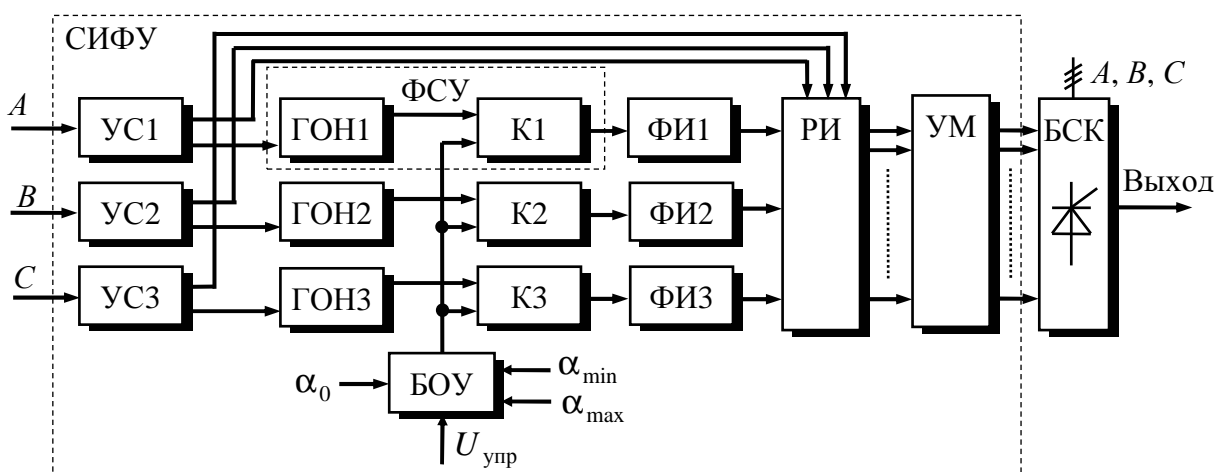 СИФУ
ФСУ
A, B, C
A
УС1
ГОН1
К1
ФИ1
РИ
УМ
БСК
Выход
B
УС2
ГОН2
К2
ФИ2
C
УС3
ГОН3
К3
ФИ3
α0
БОУ
αmin
αmax
Uупр